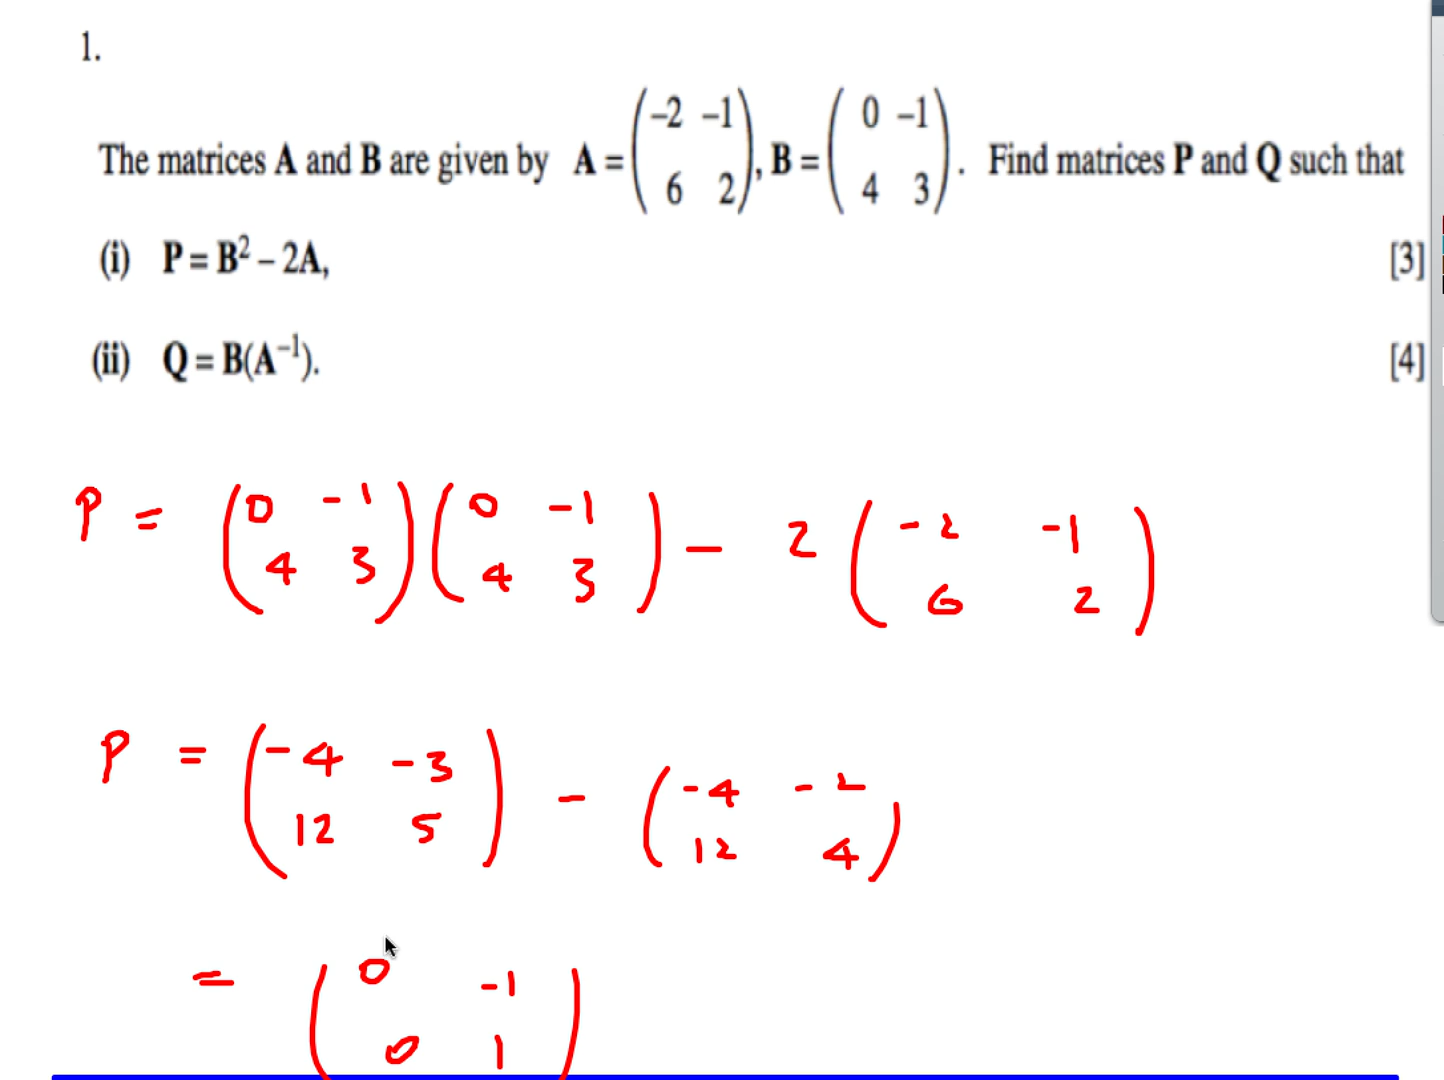 1.
The matrices A and B are given by A = (−2 −1; 6 2), B = (0 −1; 4 3). Find matrices P and Q such that
(i) P = B² − 2A, [3]
(ii) Q = B(A⁻¹). [4]
P = (0 -1; 4 3)(0 -1; 4 3) - 2(-2 -1; 6 2)
P = (-4 -3; 12 5) - (-4 -2; 12 4)
= (0 -1; 0 1)